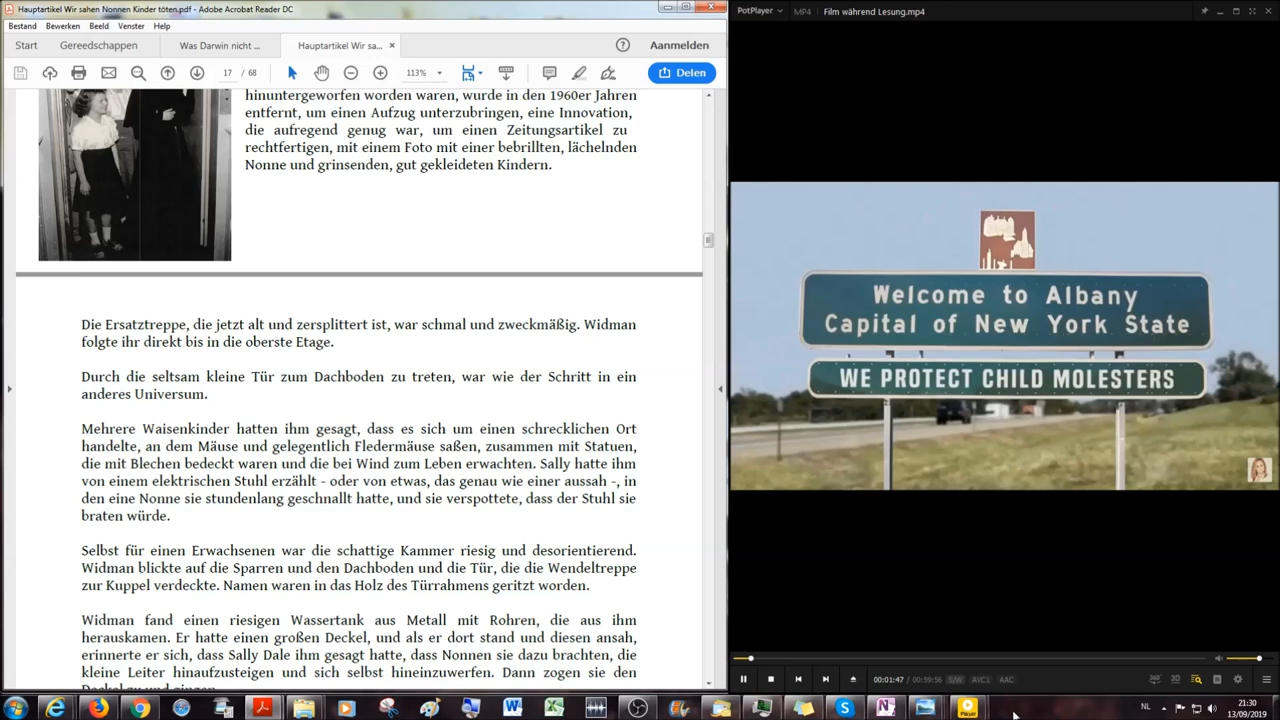 Hauptartikel Wir sahen Nonnen Kinder töten.pdf - Adobe Acrobat Reader DC
Bestand Bewerken Beeld Venster Help
Start Gereedschappen Was Darwin nicht ... Hauptartikel Wir sa... × Aanmelden
17 / 68 113% Delen
hinuntergeworfen worden waren, wurde in den 1960er Jahren
entfernt, um einen Aufzug unterzubringen, eine Innovation,
die aufregend genug war, um einen Zeitungsartikel zu
rechtfertigen, mit einem Foto mit einer bebrillten, lächelnden
Nonne und grinsenden, gut gekleideten Kindern.
Die Ersatztreppe, die jetzt alt und zersplittert ist, war schmal und zweckmäßig. Widman
folgte ihr direkt bis in die oberste Etage.
Durch die seltsam kleine Tür zum Dachboden zu treten, war wie der Schritt in ein
anderes Universum.
Mehrere Waisenkinder hatten ihm gesagt, dass es sich um einen schrecklichen Ort
handelte, an dem Mäuse und gelegentlich Fledermäuse saßen, zusammen mit Statuen,
die mit Blechen bedeckt waren und die bei Wind zum Leben erwachten. Sally hatte ihm
von einem elektrischen Stuhl erzählt - oder von etwas, das genau wie einer aussah -, in
den eine Nonne sie stundenlang geschnallt hatte, und sie verspottete, dass der Stuhl sie
braten würde.
Selbst für einen Erwachsenen war die schattige Kammer riesig und desorientierend.
Widman blickte auf die Sparren und den Dachboden und die Tür, die die Wendeltreppe
zur Kuppel verdeckte. Namen waren in das Holz des Türrahmens geritzt worden.
Widman fand einen riesigen Wassertank aus Metall mit Rohren, die aus ihm
herauskamen. Er hatte einen großen Deckel, und als er dort stand und diesen ansah,
erinnerte er sich, dass Sally Dale ihm gesagt hatte, dass Nonnen sie dazu brachten, die
kleine Leiter hinaufzusteigen und sich selbst hineinzuwerfen. Dann zogen sie den
Deckel zu und gingen.
PotPlayer MP4 Film während Lesung.mp4
Welcome to Albany
Capital of New York State
WE PROTECT CHILD MOLESTERS
00:01:47 / 00:59:56 S/W AVC1 AAC
360° 3D
NL 21:30
13/09/2019